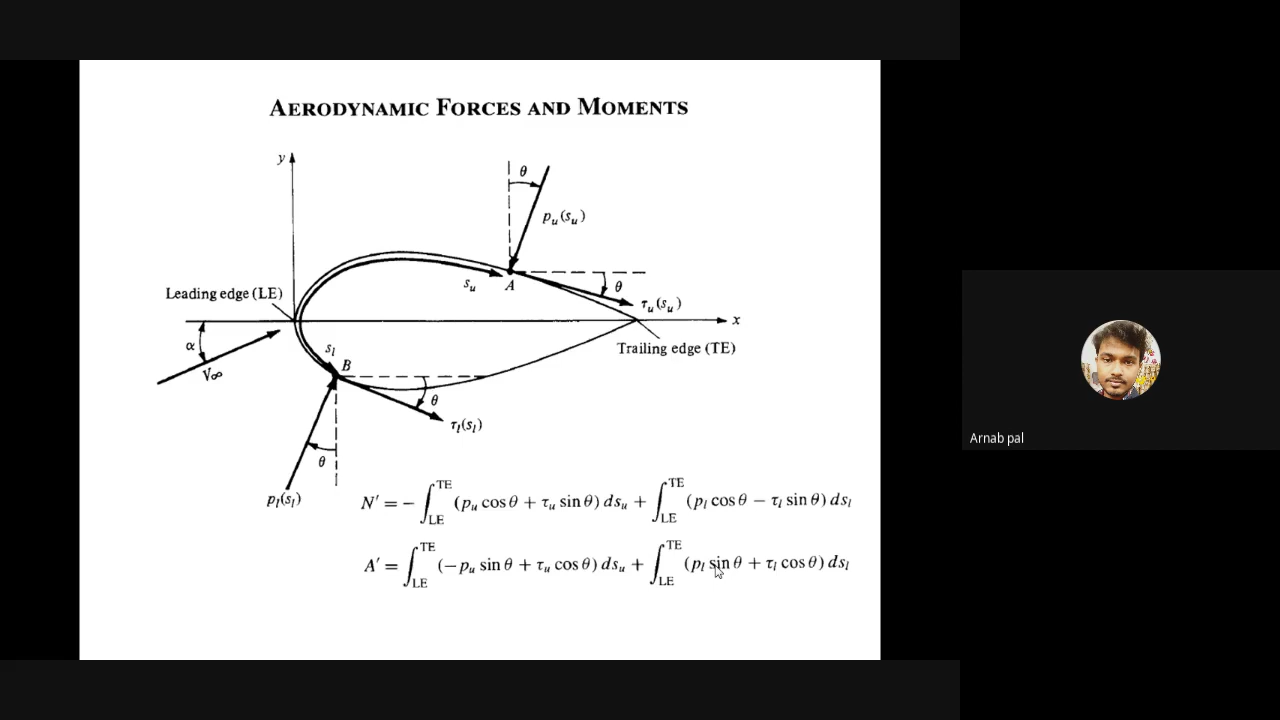 AERODYNAMIC FORCES AND MOMENTS
y
θ
p_u(s_u)
s_u
A
θ
τ_u(s_u)
Leading edge (LE)
x
α
V∞
s_l
B
Trailing edge (TE)
θ
τ_l(s_l)
θ
p_l(s_l)
N' = − ∫_LE^TE (p_u cos θ + τ_u sin θ) ds_u + ∫_LE^TE (p_l cos θ − τ_l sin θ) ds_l
A' = ∫_LE^TE (−p_u sin θ + τ_u cos θ) ds_u + ∫_LE^TE (p_l sin θ + τ_l cos θ) ds_l
Arnab pal